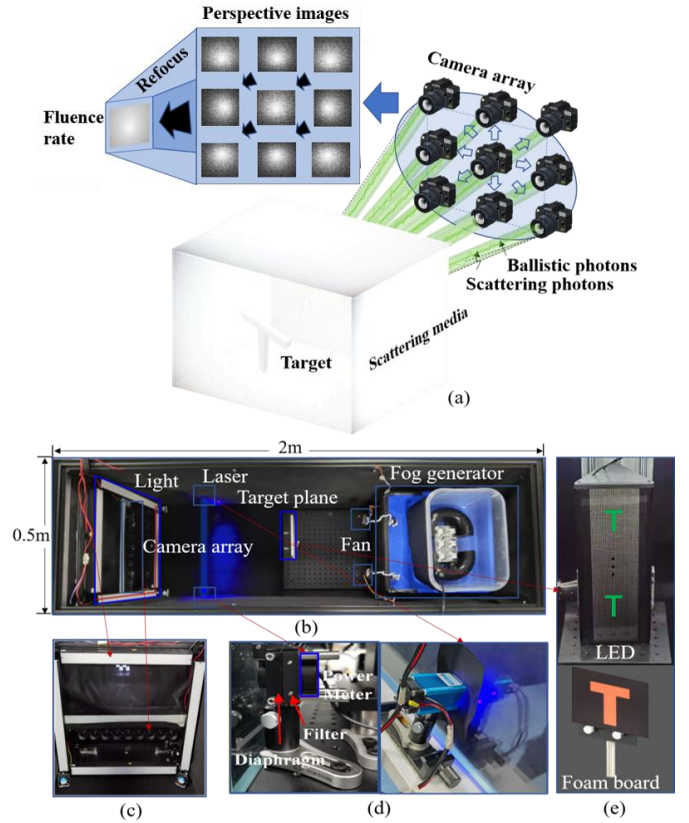 Perspective images
Refocus
Camera array
Fluence
rate
Ballistic photons
Scattering photons
Scattering media
Target
(a)
2m
Light
Laser
Fog generator
Target plane
0.5m
Camera array
Fan
T
T
LED
(b)
Power
Meter
T
Filter
Diaphragm
Foam board
(c)
(d)
(e)